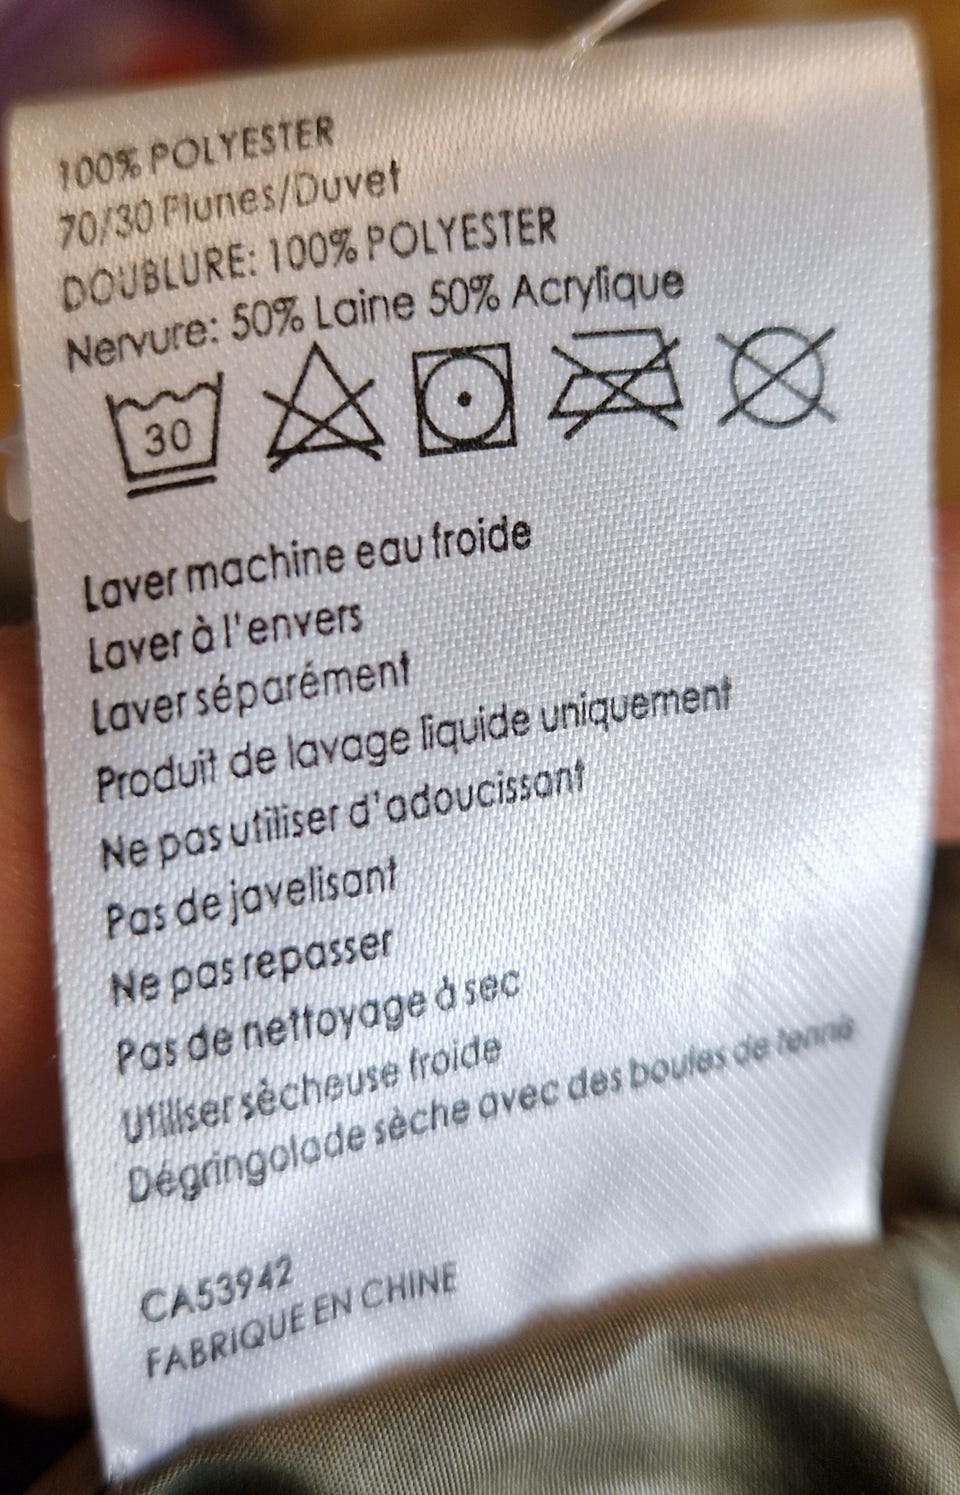 100% POLYESTER
70/30 Plunes/Duvet
DOUBLURE: 100% POLYESTER
Nervure: 50% Laine 50% Acrylique
30
Laver machine eau froide
Laver à l'envers
Laver séparément
Produit de lavage liquide uniquement
Ne pas utiliser d'adoucissant
Pas de javelisant
Ne pas repasser
Pas de nettoyage à sec
Utiliser sècheuse froide
Dégringolade sèche avec des boules de tennis
CA53942
FABRIQUE EN CHINE